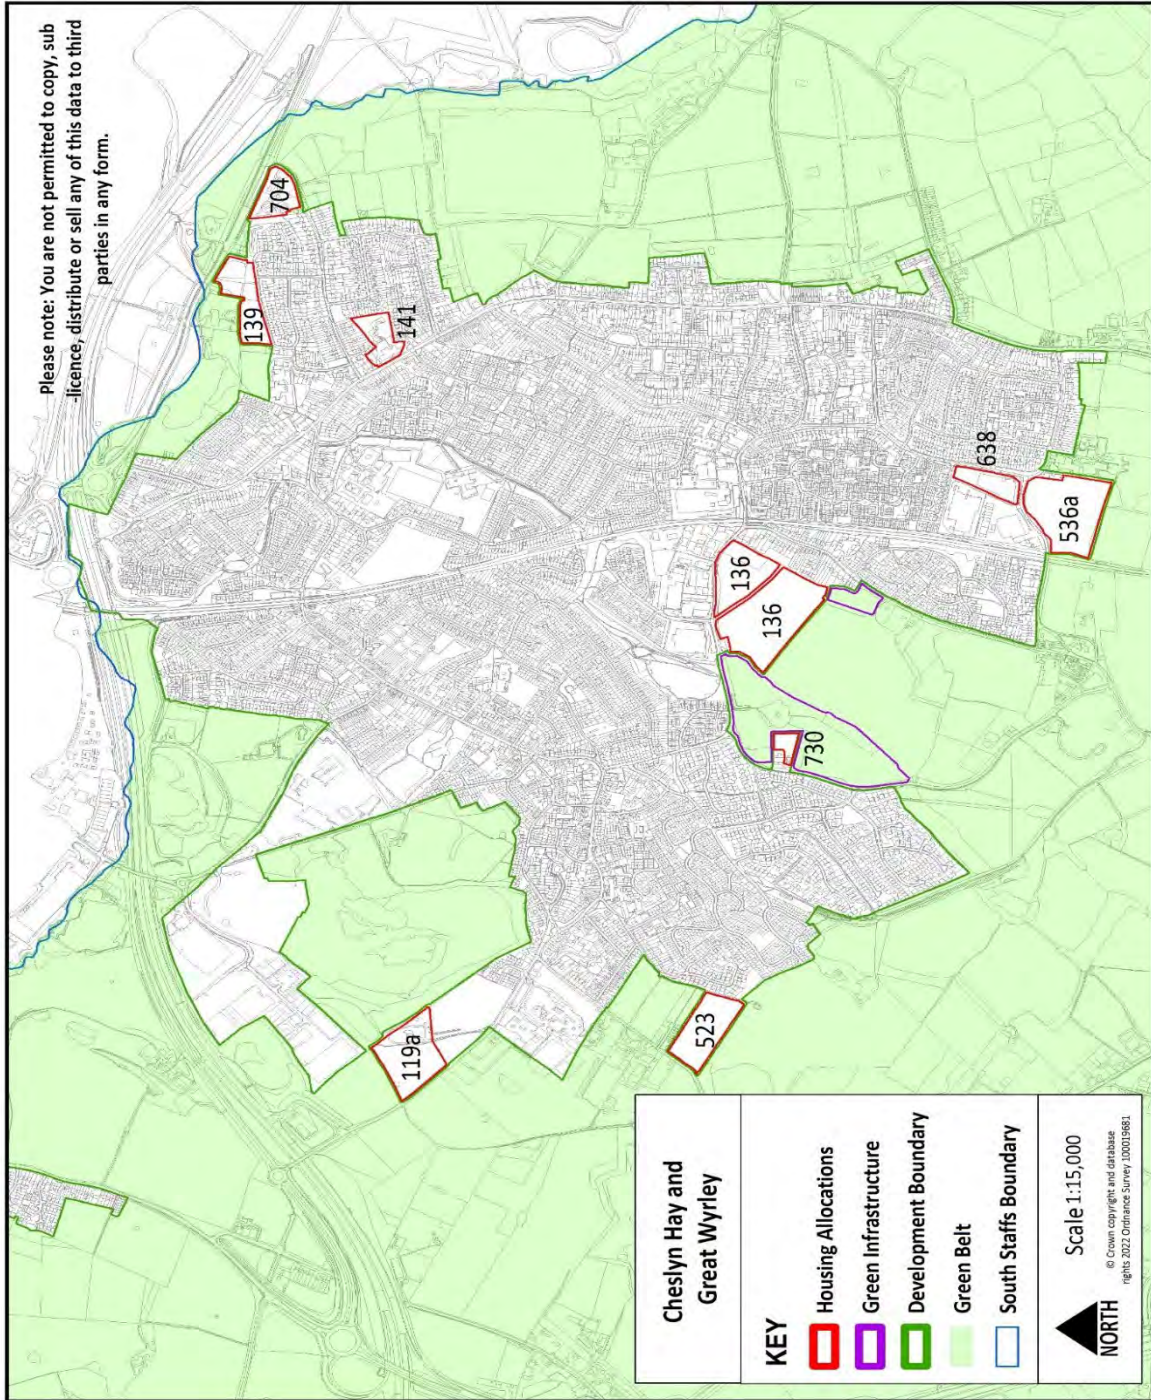 Please note: You are not permitted to copy, sub
-licence, distribute or sell any of this data to third
parties in any form.
704
139
141
638
536a
136
136
730
119a
523
Cheslyn Hay and
Great Wyrley
KEY
Housing Allocations
Green Infrastructure
Development Boundary
Green Belt
South Staffs Boundary
NORTH
Scale 1:15,000
© Crown copyright and database
rights 2022 Ordnance Survey 100019681